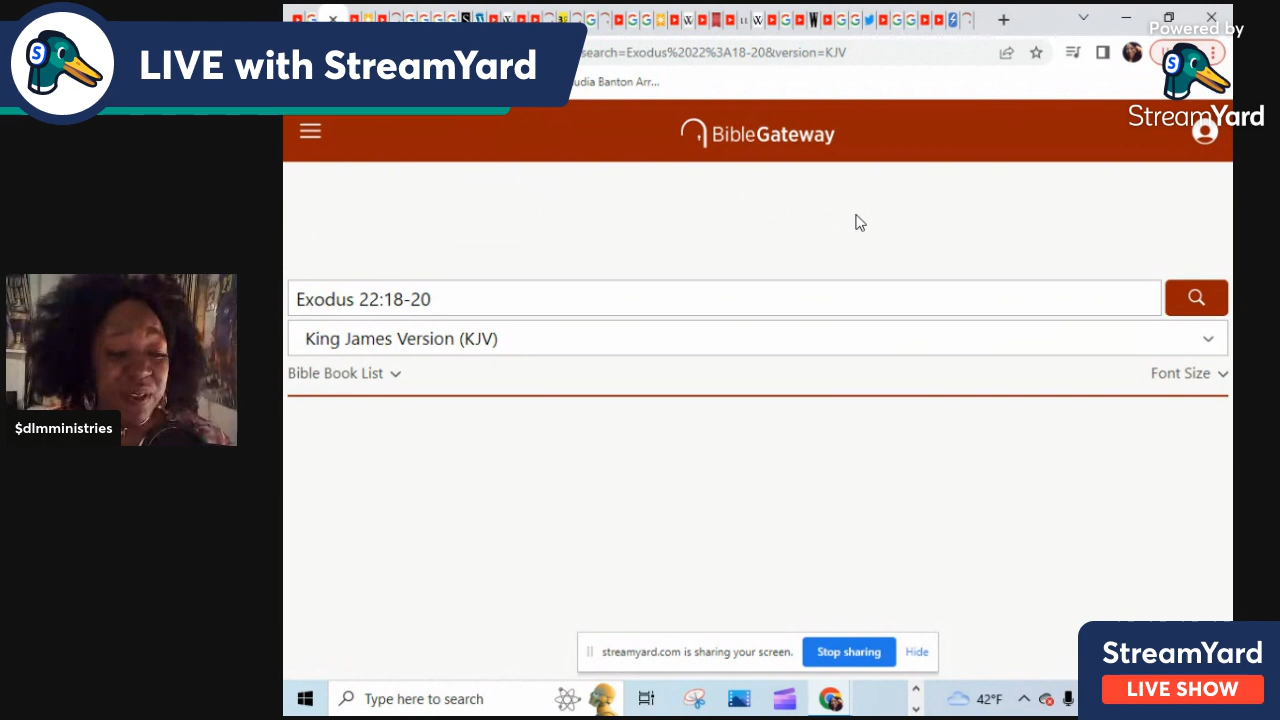 LIVE with StreamYard
search=Exodus%2022%3A18-20&version=KJV
udia Banton Arr...
Powered by
StreamYard
BibleGateway
Exodus 22:18-20
King James Version (KJV)
Bible Book List
Font Size
$dlmministries
streamyard.com is sharing your screen.
Stop sharing
Hide
StreamYard
LIVE SHOW
Type here to search
42°F